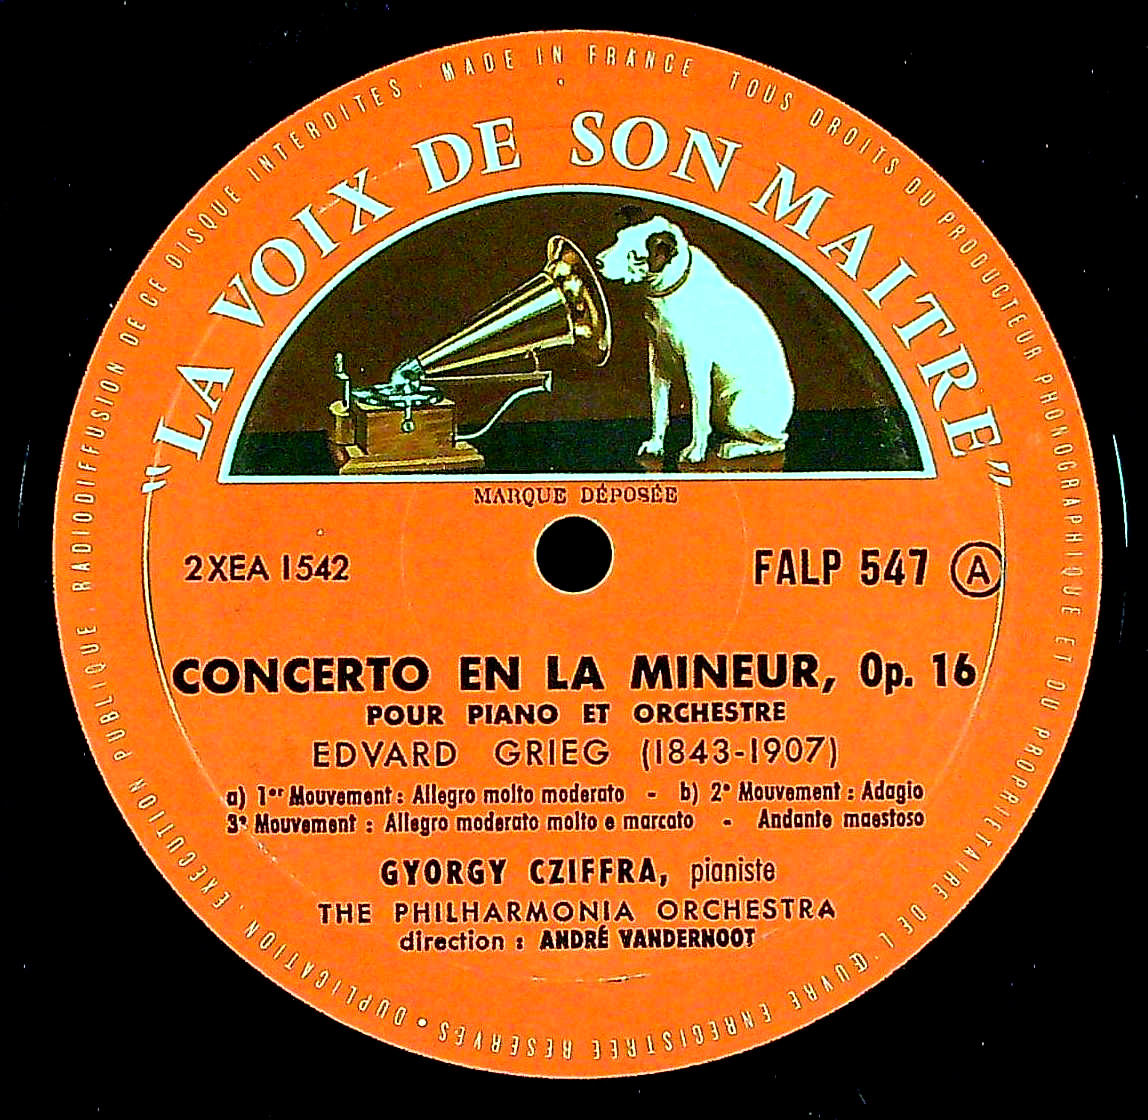 MADE IN FRANCE . TOUS DROITS DU PRODUCTEUR PHONOGRAPHIQUE ET DU PROPRIETAIRE DE L'ŒUVRE ENREGISTREE RESERVES • DUPLICATION . EXECUTION PUBLIQUE . RADIODIFFUSION DE CE DISQUE INTERDITES .
"LA VOIX DE SON MAITRE"
MARQUE DÉPOSÉE
2XEA 1542
FALP 547 A
CONCERTO EN LA MINEUR, Op. 16
POUR PIANO ET ORCHESTRE
EDVARD GRIEG (1843-1907)
a) 1er Mouvement : Allegro molto moderato - b) 2e Mouvement : Adagio
3e Mouvement : Allegro moderato molto e marcato - Andante maestoso
GYORGY CZIFFRA, pianiste
THE PHILHARMONIA ORCHESTRA
direction : ANDRÉ VANDERNOOT